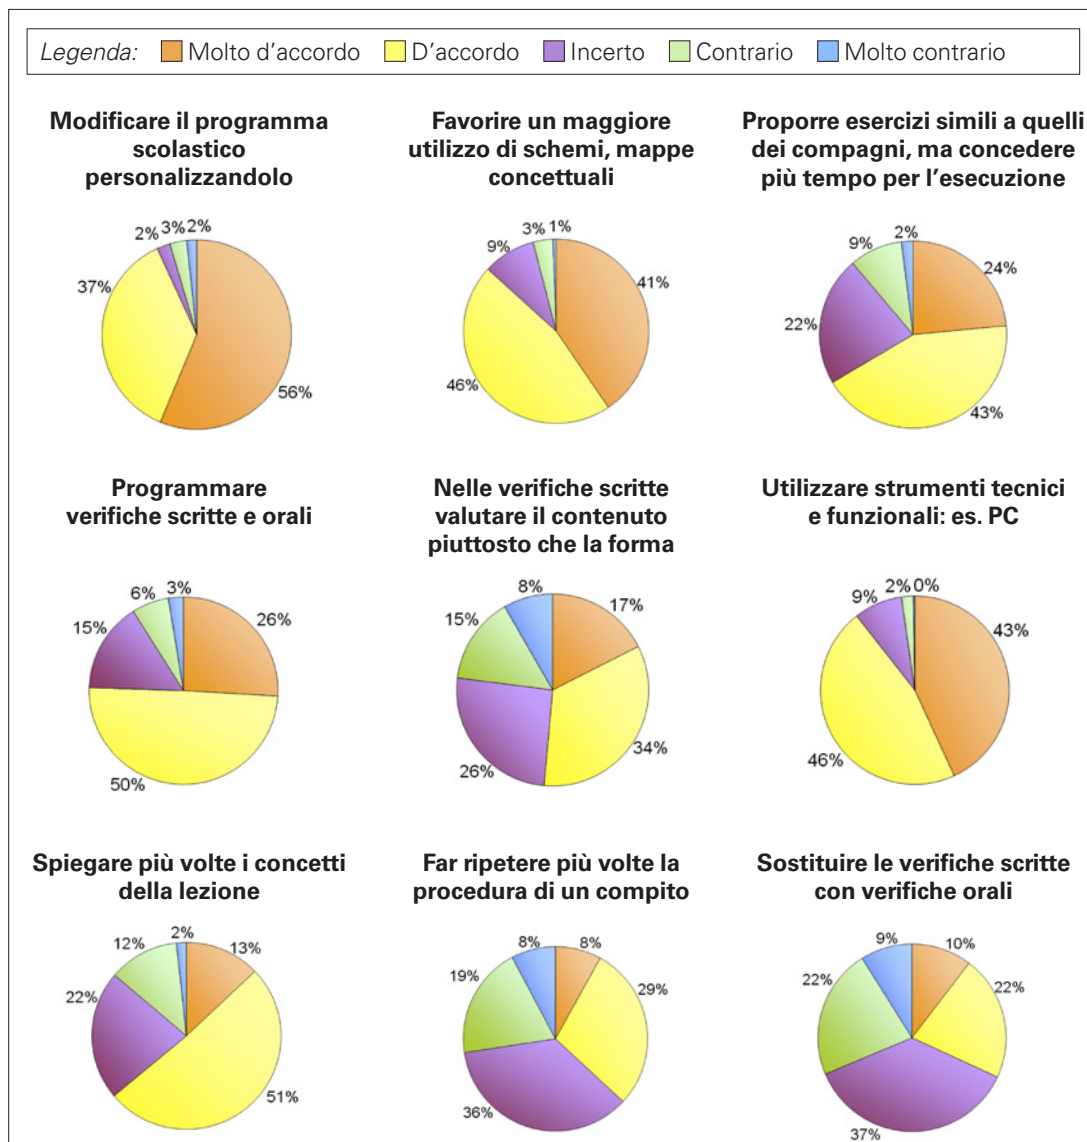 Legenda: Molto d'accordo D'accordo Incerto Contrario Molto contrario
Modificare il programma
scolastico
personalizzandolo
2% 3% 2%
37%
56%
Favorire un maggiore
utilizzo di schemi, mappe
concettuali
9% 3% 1%
41%
46%
Proporre esercizi simili a quelli
dei compagni, ma concedere
più tempo per l'esecuzione
9% 2%
24%
22%
43%
Programmare
verifiche scritte e orali
6% 3%
15% 26%
50%
Nelle verifiche scritte
valutare il contenuto
piuttosto che la forma
8%
15% 17%
34%
26%
Utilizzare strumenti tecnici
e funzionali: es. PC
9% 2% 0%
43%
46%
Spiegare più volte i concetti
della lezione
12% 2% 13%
22%
51%
Far ripetere più volte la
procedura di un compito
8% 8%
19% 29%
36%
Sostituire le verifiche scritte
con verifiche orali
9% 10%
22% 22%
37%